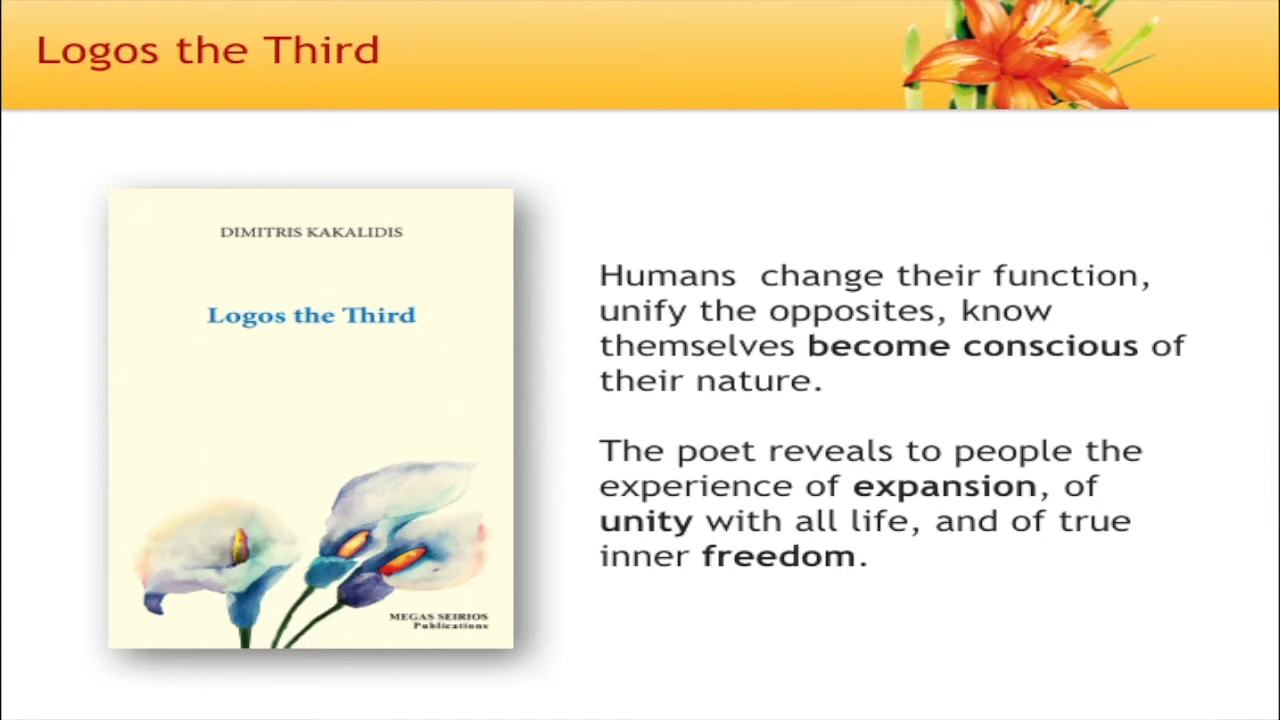 Logos the Third
DIMITRIS KAKALIDIS
Logos the Third
MEGAS SEIRIOS
Publications
Humans  change their function,
unify the opposites, know
themselves become conscious of
their nature.
The poet reveals to people the
experience of expansion, of
unity with all life, and of true
inner freedom.